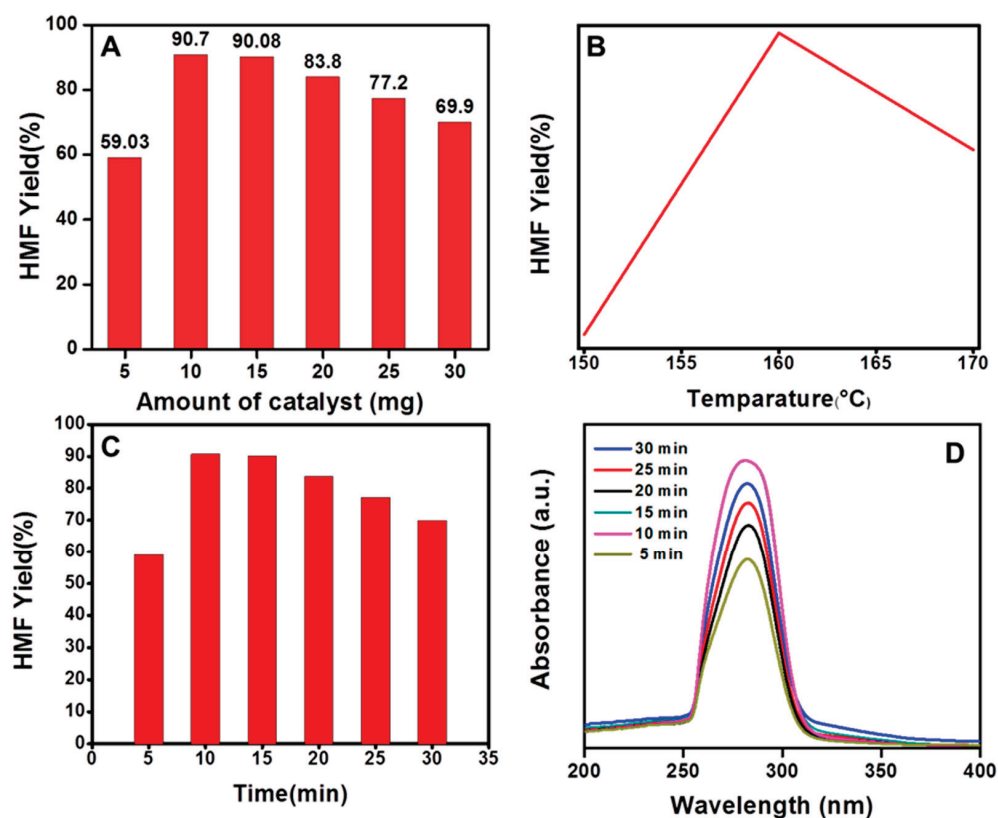 A
HMF Yield(%)
100
80
60
40
20
0
59.03
90.7
90.08
83.8
77.2
69.9
5
10
15
20
25
30
Amount of catalyst (mg)
B
HMF Yield(%)
150
155
160
165
170
Temparature(°C)
C
HMF Yield(%)
100
90
80
70
60
50
40
30
20
10
0
0
5
10
15
20
25
30
35
Time(min)
D
Absorbance (a.u.)
30 min
25 min
20 min
15 min
10 min
5 min
200
250
300
350
400
Wavelength (nm)